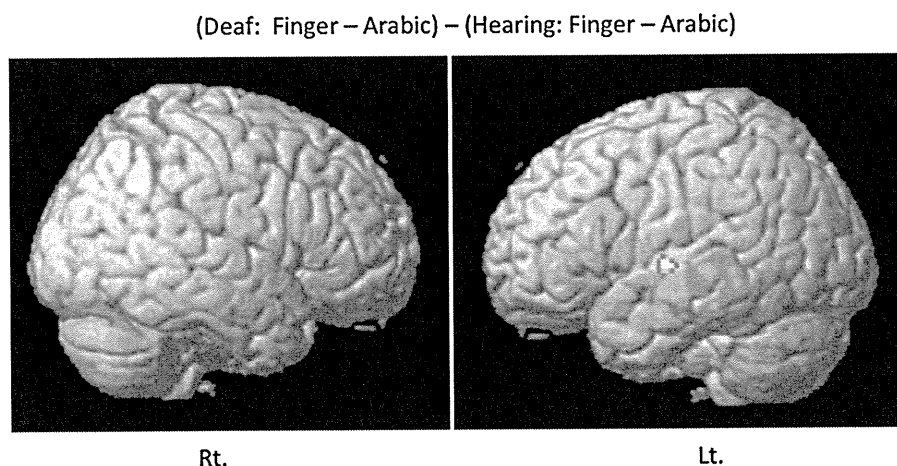 (Deaf: Finger – Arabic) – (Hearing: Finger – Arabic)
Rt.
Lt.